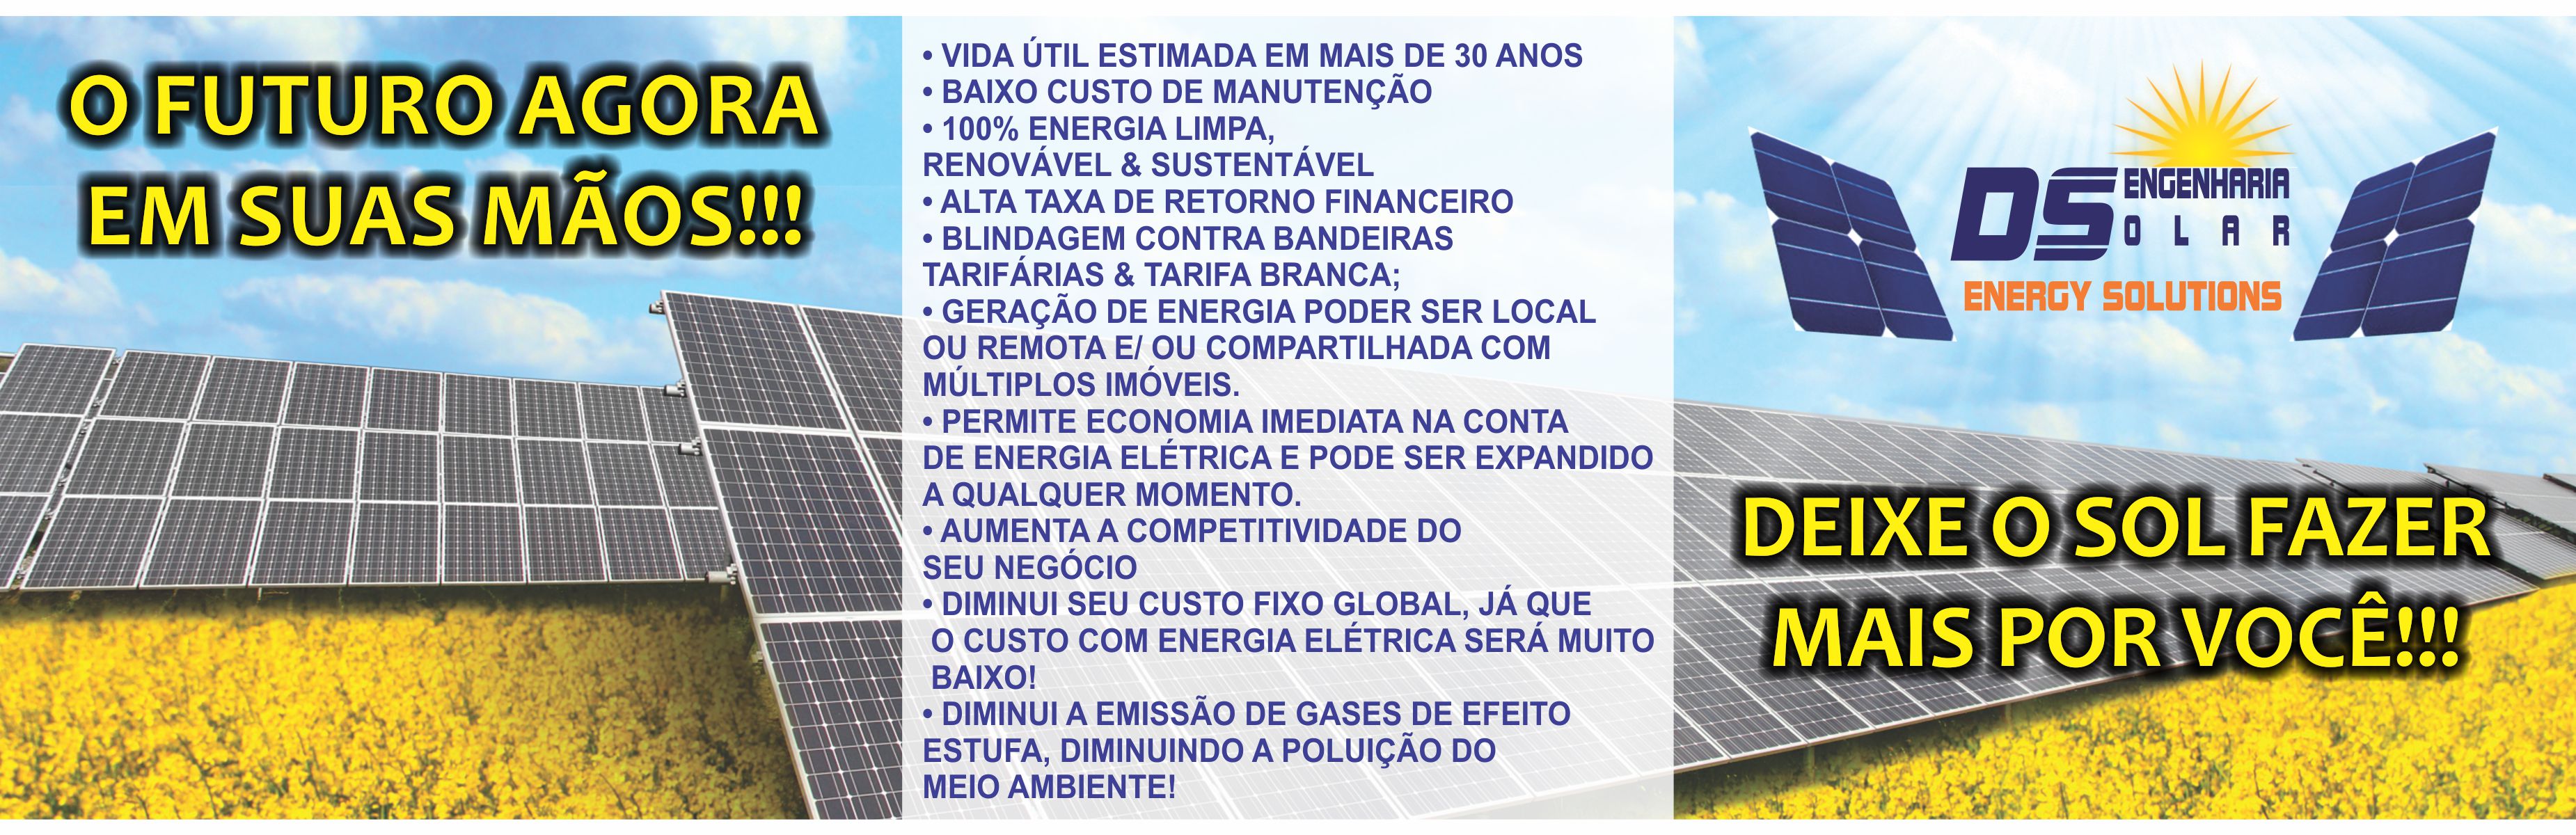 O FUTURO AGORA
EM SUAS MÃOS!!!
• VIDA ÚTIL ESTIMADA EM MAIS DE 30 ANOS
• BAIXO CUSTO DE MANUTENÇÃO
• 100% ENERGIA LIMPA,
RENOVÁVEL & SUSTENTÁVEL
• ALTA TAXA DE RETORNO FINANCEIRO
• BLINDAGEM CONTRA BANDEIRAS
TARIFÁRIAS & TARIFA BRANCA;
• GERAÇÃO DE ENERGIA PODER SER LOCAL
OU REMOTA E/ OU COMPARTILHADA COM
MÚLTIPLOS IMÓVEIS.
• PERMITE ECONOMIA IMEDIATA NA CONTA
DE ENERGIA ELÉTRICA E PODE SER EXPANDIDO
A QUALQUER MOMENTO.
• AUMENTA A COMPETITIVIDADE DO
SEU NEGÓCIO
• DIMINUI SEU CUSTO FIXO GLOBAL, JÁ QUE
O CUSTO COM ENERGIA ELÉTRICA SERÁ MUITO
BAIXO!
• DIMINUI A EMISSÃO DE GASES DE EFEITO
ESTUFA, DIMINUINDO A POLUIÇÃO DO
MEIO AMBIENTE!
DS ENGENHARIA
OLAR
ENERGY SOLUTIONS
DEIXE O SOL FAZER
MAIS POR VOCÊ!!!